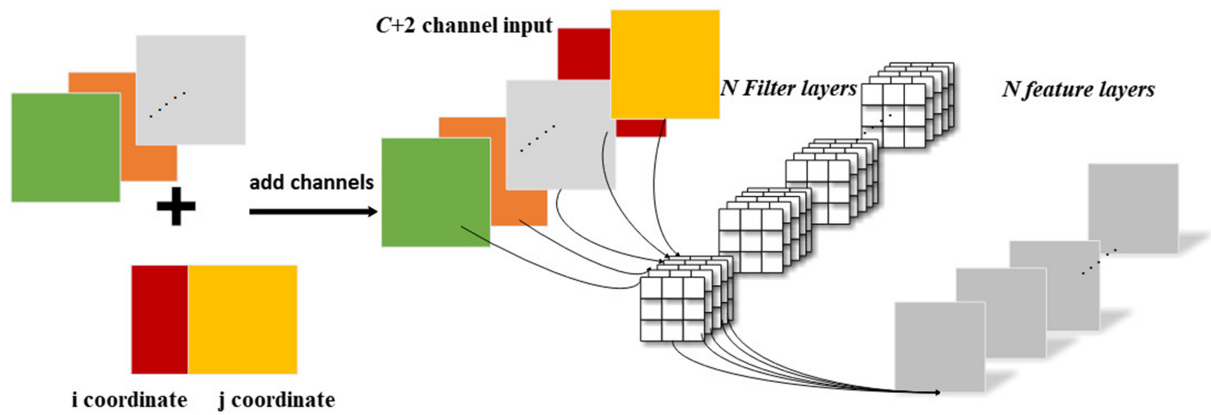 C+2 channel input
N Filter layers
N feature layers
add channels
i coordinate
j coordinate